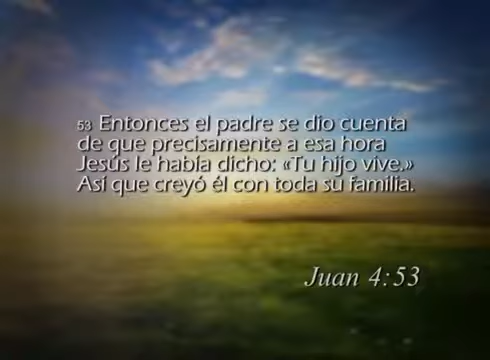 53 Entonces el padre se dio cuenta
de que precisamente a esa hora
Jesús le había dicho: «Tu hijo vive.»
Así que creyó él con toda su familia.
Juan 4:53